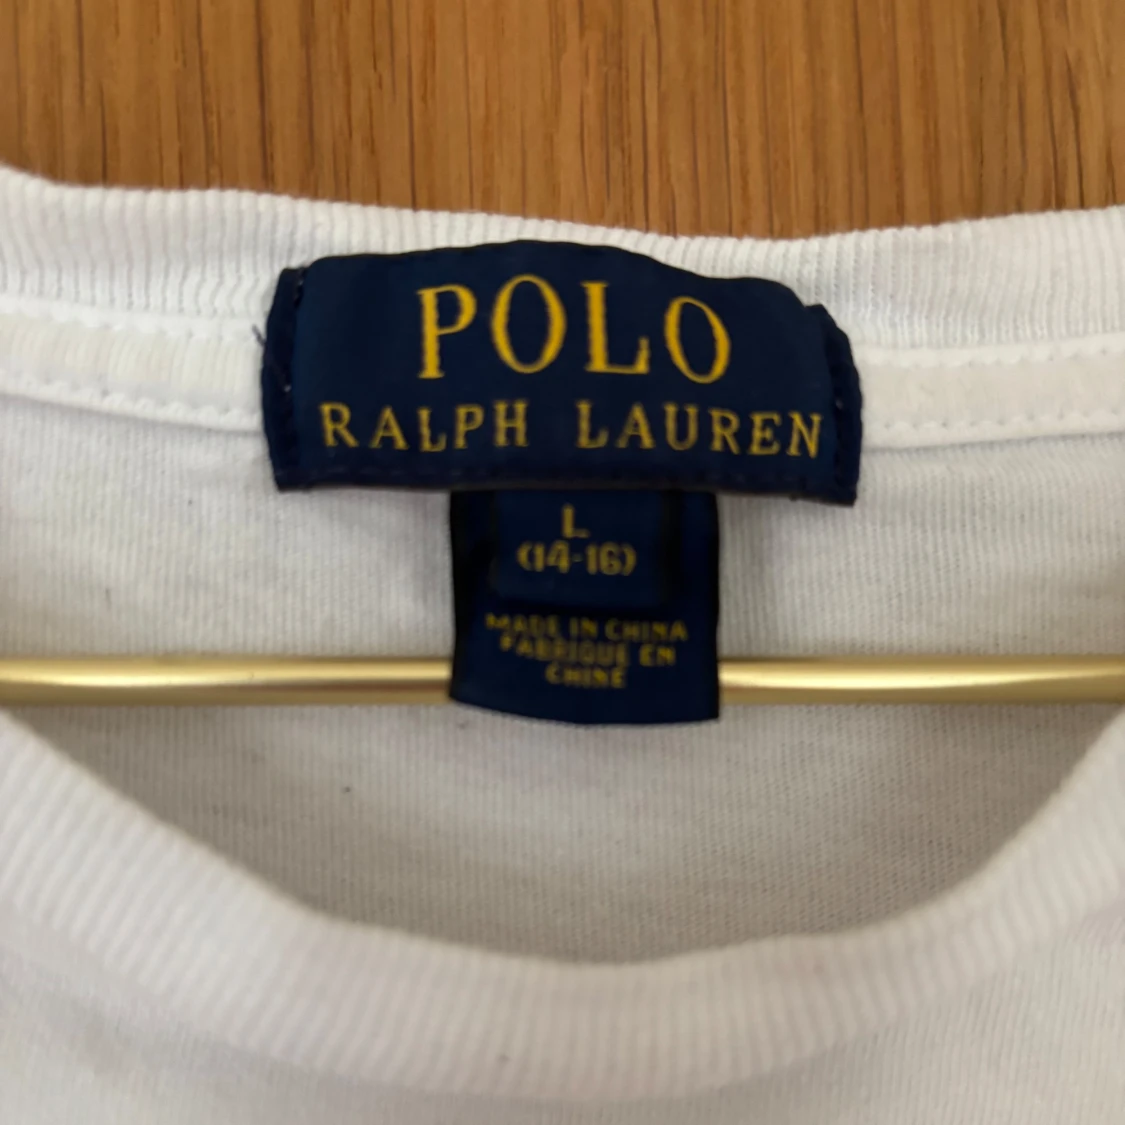 POLO
RALPH LAUREN
L
(14-16)
MADE IN CHINA
FABRIQUE EN
CHINE